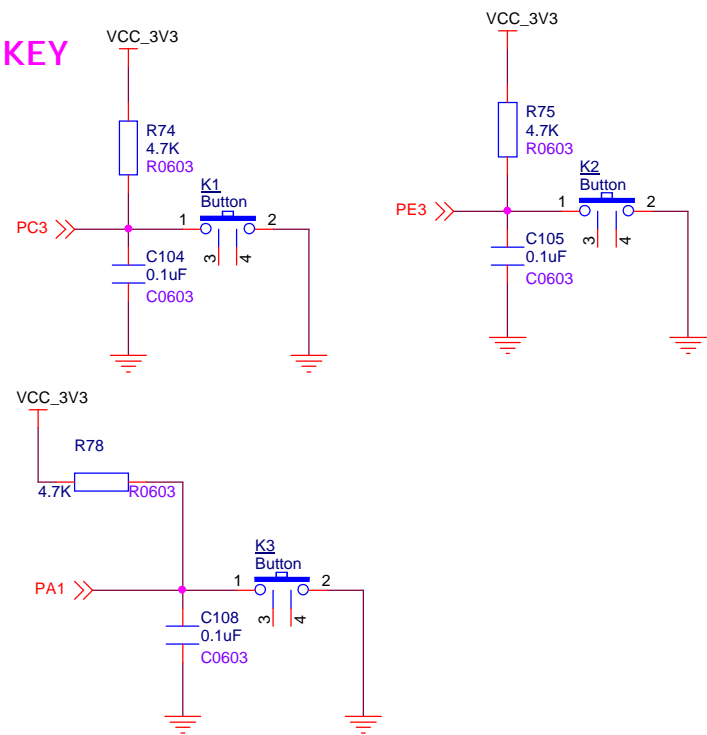 KEY
VCC_3V3
R74
4.7K
R0603
K1
Button
PC3
1
2
3
4
C104
0.1uF
C0603
VCC_3V3
R75
4.7K
R0603
K2
Button
PE3
1
2
3
4
C105
0.1uF
C0603
VCC_3V3
R78
4.7K
R0603
K3
Button
PA1
1
2
3
4
C108
0.1uF
C0603